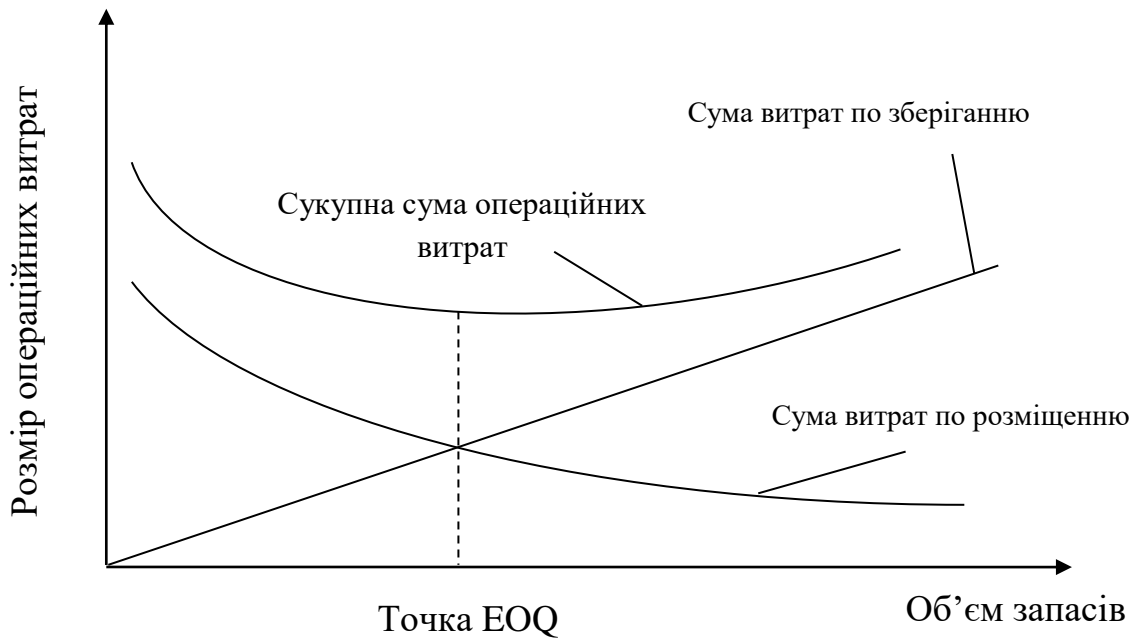 Розмір операційних витрат
Сума витрат по зберіганню
Сукупна сума операційних
витрат
Сума витрат по розміщенню
Об’єм запасів
Точка EOQ